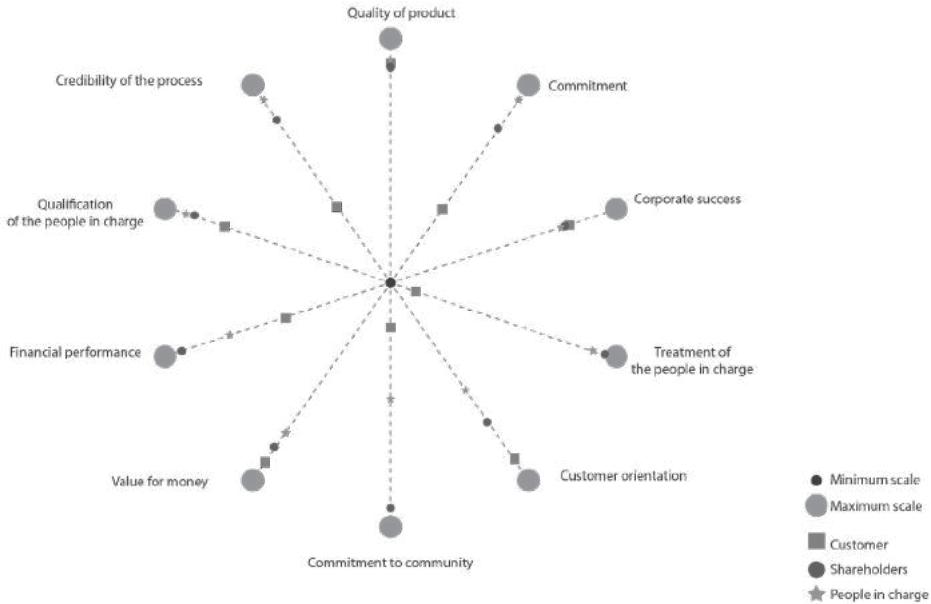 Quality of product
Credibility of the process
Commitment
Qualification
of the people in charge
Corporate success
Financial performance
Treatment of
the people in charge
Value for money
Customer orientation
Commitment to community
Minimum scale
Maximum scale
Customer
Shareholders
People in charge